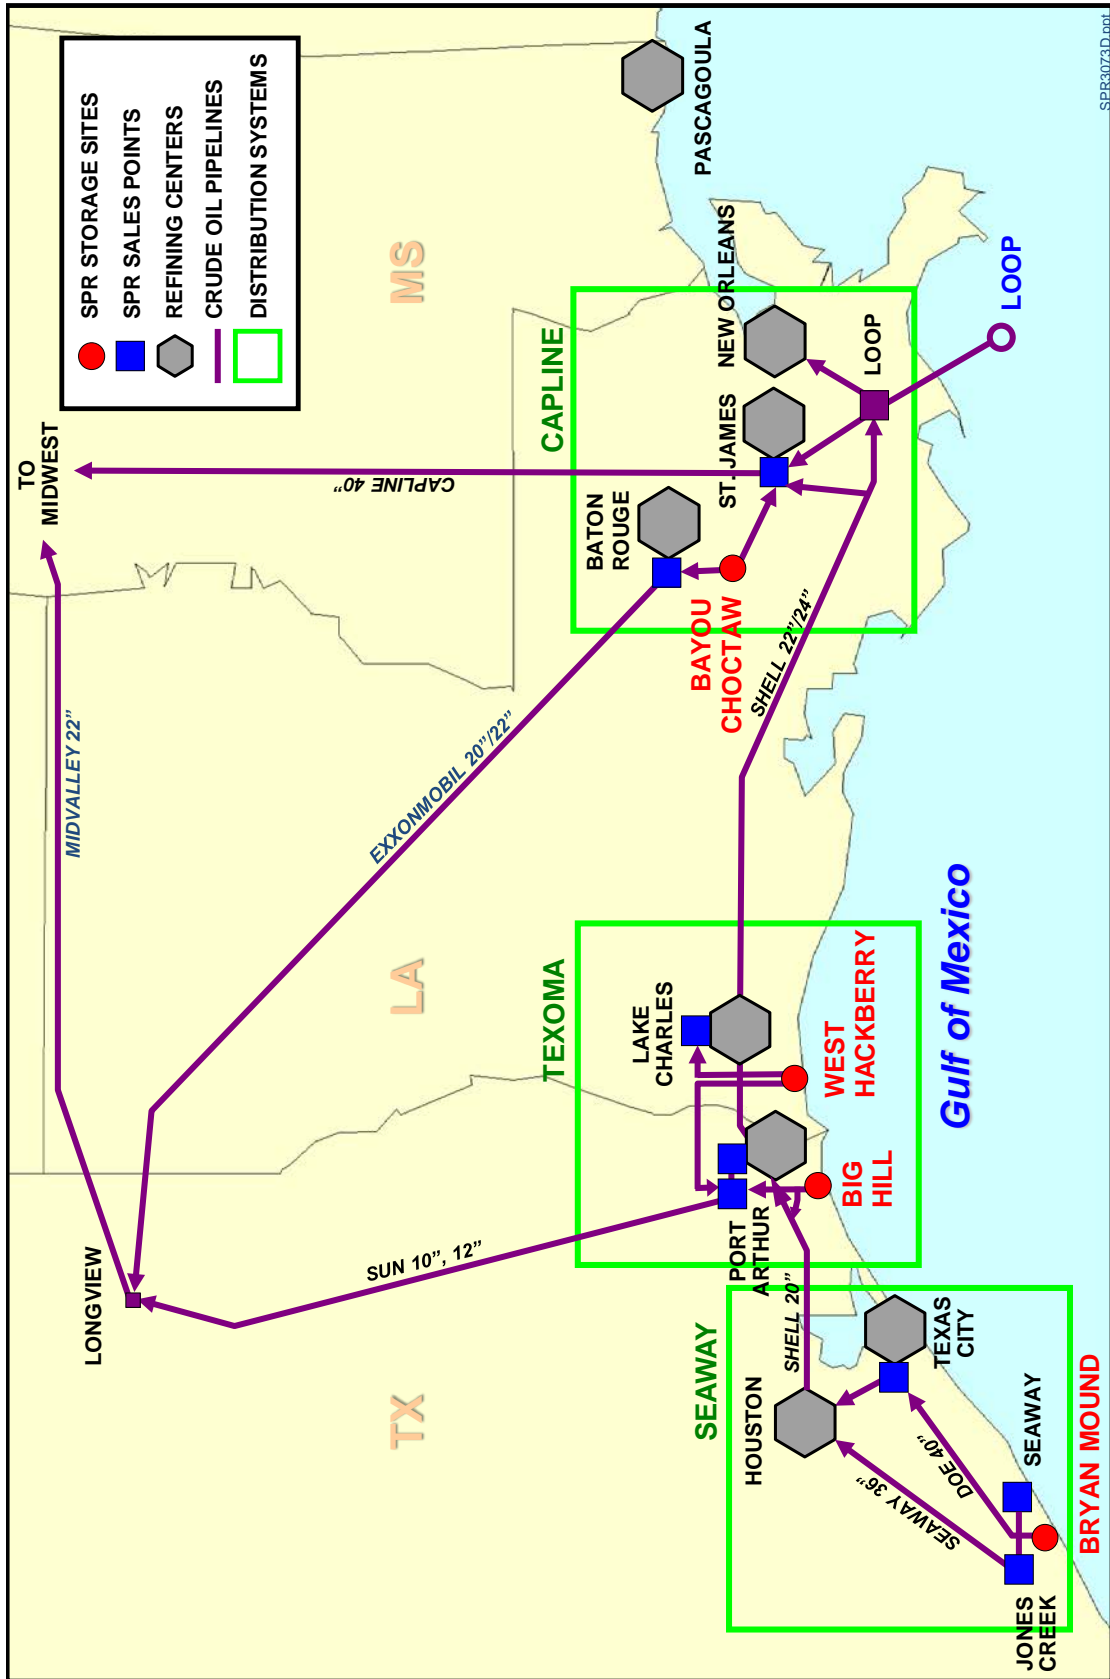 TO
MIDWEST
SPR STORAGE SITES
SPR SALES POINTS
REFINING CENTERS
CRUDE OIL PIPELINES
DISTRIBUTION SYSTEMS
LONGVIEW
MIDVALLEY 22”
EXXONMOBIL 20”/22”
CAPLINE 40”
SUN 10”, 12”
TX
LA
MS
SEAWAY
HOUSTON
SHELL 20”
TEXAS
CITY
SEAWAY 36”
DOE 40”
SEAWAY
JONES
CREEK
BRYAN MOUND
TEXOMA
LAKE
CHARLES
PORT
ARTHUR
BIG
HILL
WEST
HACKBERRY
SHELL 22”/24”
CAPLINE
BATON
ROUGE
ST. JAMES
NEW ORLEANS
BAYOU
CHOCTAW
LOOP
LOOP
PASCAGOULA
Gulf of Mexico
SPR3073D.ppt